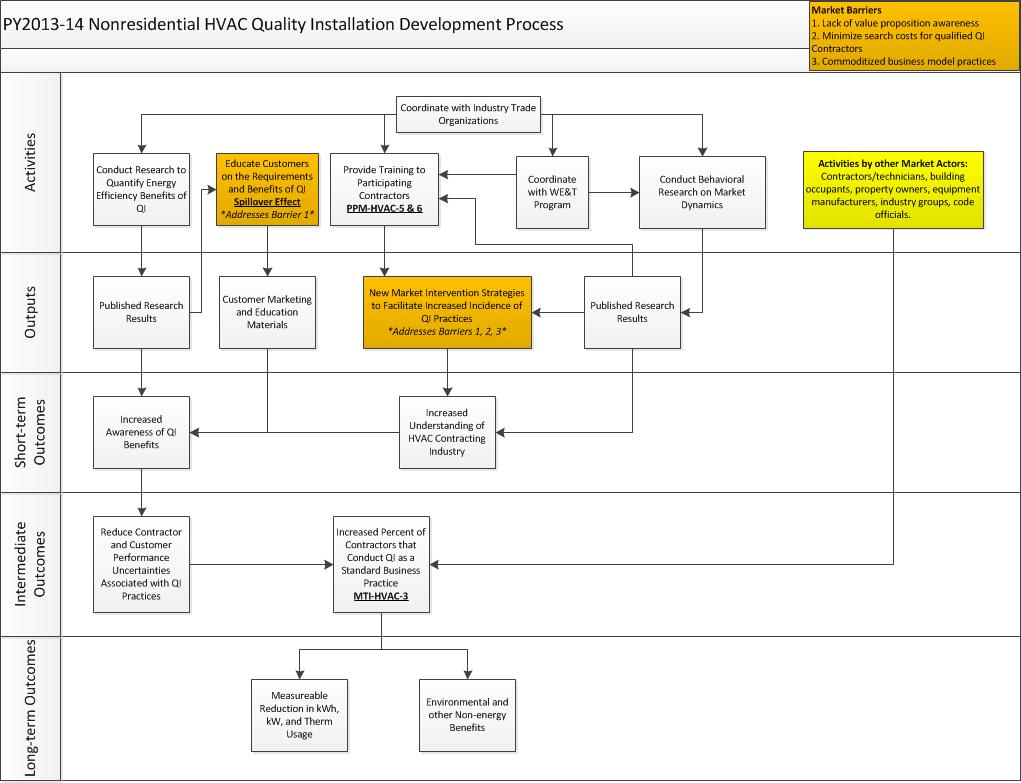 PY2013-14 Nonresidential HVAC Quality Installation Development Process
Market Barriers
1. Lack of value proposition awareness
2. Minimize search costs for qualified QI
Contractors
3. Commoditized business model practices
Activities
Coordinate with Industry Trade
Organizations
Conduct Research to
Quantify Energy
Efficiency Benefits of
QI
Educate Customers
on the Requirements
and Benefits of QI
Spillover Effect
*Addresses Barrier 1*
Provide Training to
Participating
Contractors
PPM-HVAC-5 & 6
Coordinate
with WE&T
Program
Conduct Behavioral
Research on Market
Dynamics
Activities by other Market Actors:
Contractors/technicians, building
occupants, property owners, equipment
manufacturers, industry groups, code
officials.
Outputs
Published Research
Results
Customer Marketing
and Education
Materials
New Market Intervention Strategies
to Facilitate Increased Incidence of
QI Practices
*Addresses Barriers 1, 2, 3*
Published Research
Results
Short-term
Outcomes
Increased
Awareness of QI
Benefits
Increased
Understanding of
HVAC Contracting
Industry
Intermediate
Outcomes
Reduce Contractor
and Customer
Performance
Uncertainties
Associated with QI
Practices
Increased Percent of
Contractors that
Conduct QI as a
Standard Business
Practice
MTI-HVAC-3
Long-term Outcomes
Measureable
Reduction in kWh,
kW, and Therm
Usage
Environmental and
other Non-energy
Benefits